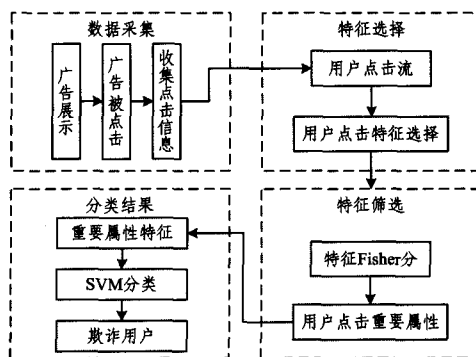 数据采集
广告展示
广告被点击
收集点击信息
特征选择
用户点击流
用户点击特征选择
分类结果
重要属性特征
SVM分类
欺诈用户
特征筛选
特征Fisher分
用户点击重要属性